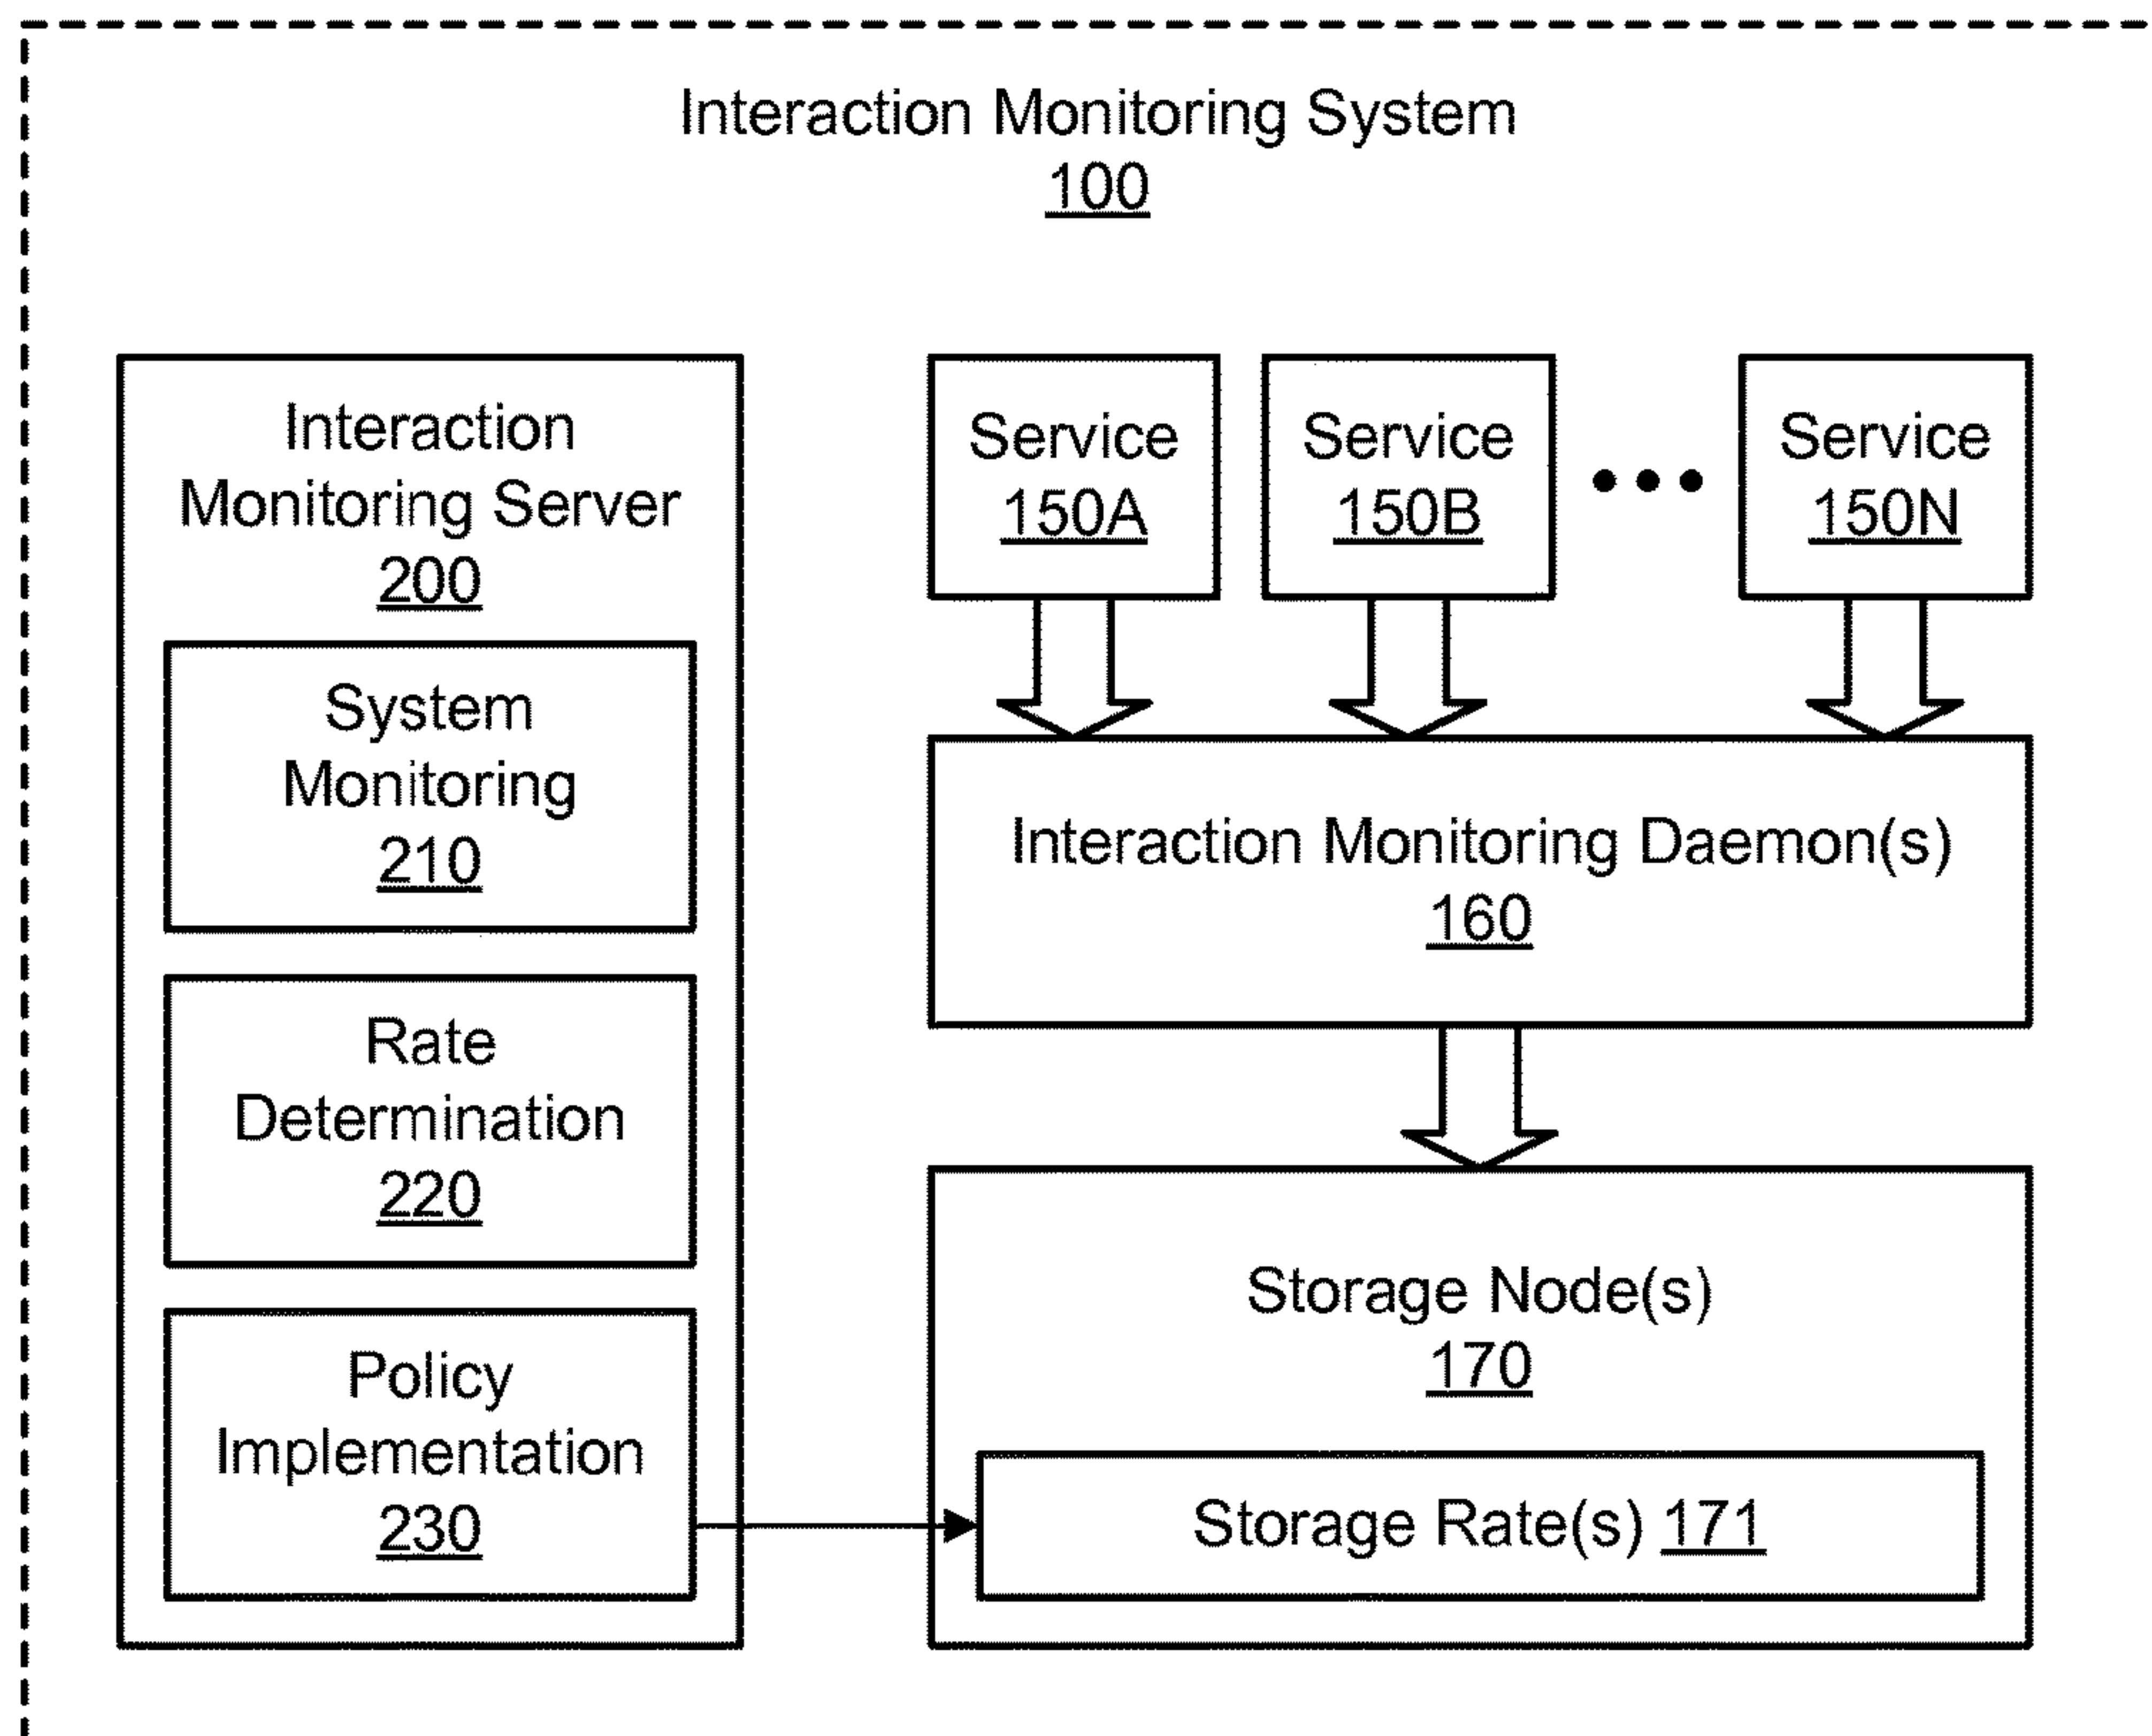 Interaction Monitoring System
100
Interaction
Monitoring Server
200
System
Monitoring
210
Rate
Determination
220
Policy
Implementation
230
Service
150A
Service
150B
Service
150N
Interaction Monitoring Daemon(s)
160
Storage Node(s)
170
Storage Rate(s) 171